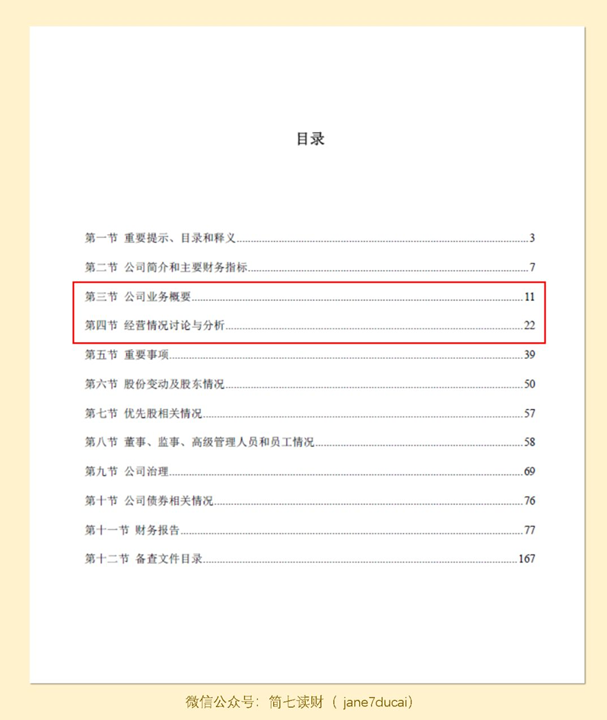 目录
第一节 重要提示、目录和释义........................3
第二节 公司简介和主要财务指标........................7
第三节 公司业务概要........................11
第四节 经营情况讨论与分析........................22
第五节 重要事项........................39
第六节 股份变动及股东情况........................50
第七节 优先股相关情况........................57
第八节 董事、监事、高级管理人员和员工情况........................58
第九节 公司治理........................69
第十节 公司债券相关情况........................76
第十一节 财务报告........................77
第十二节 备查文件目录........................167
微信公众号：简七读财（ jane7ducai）